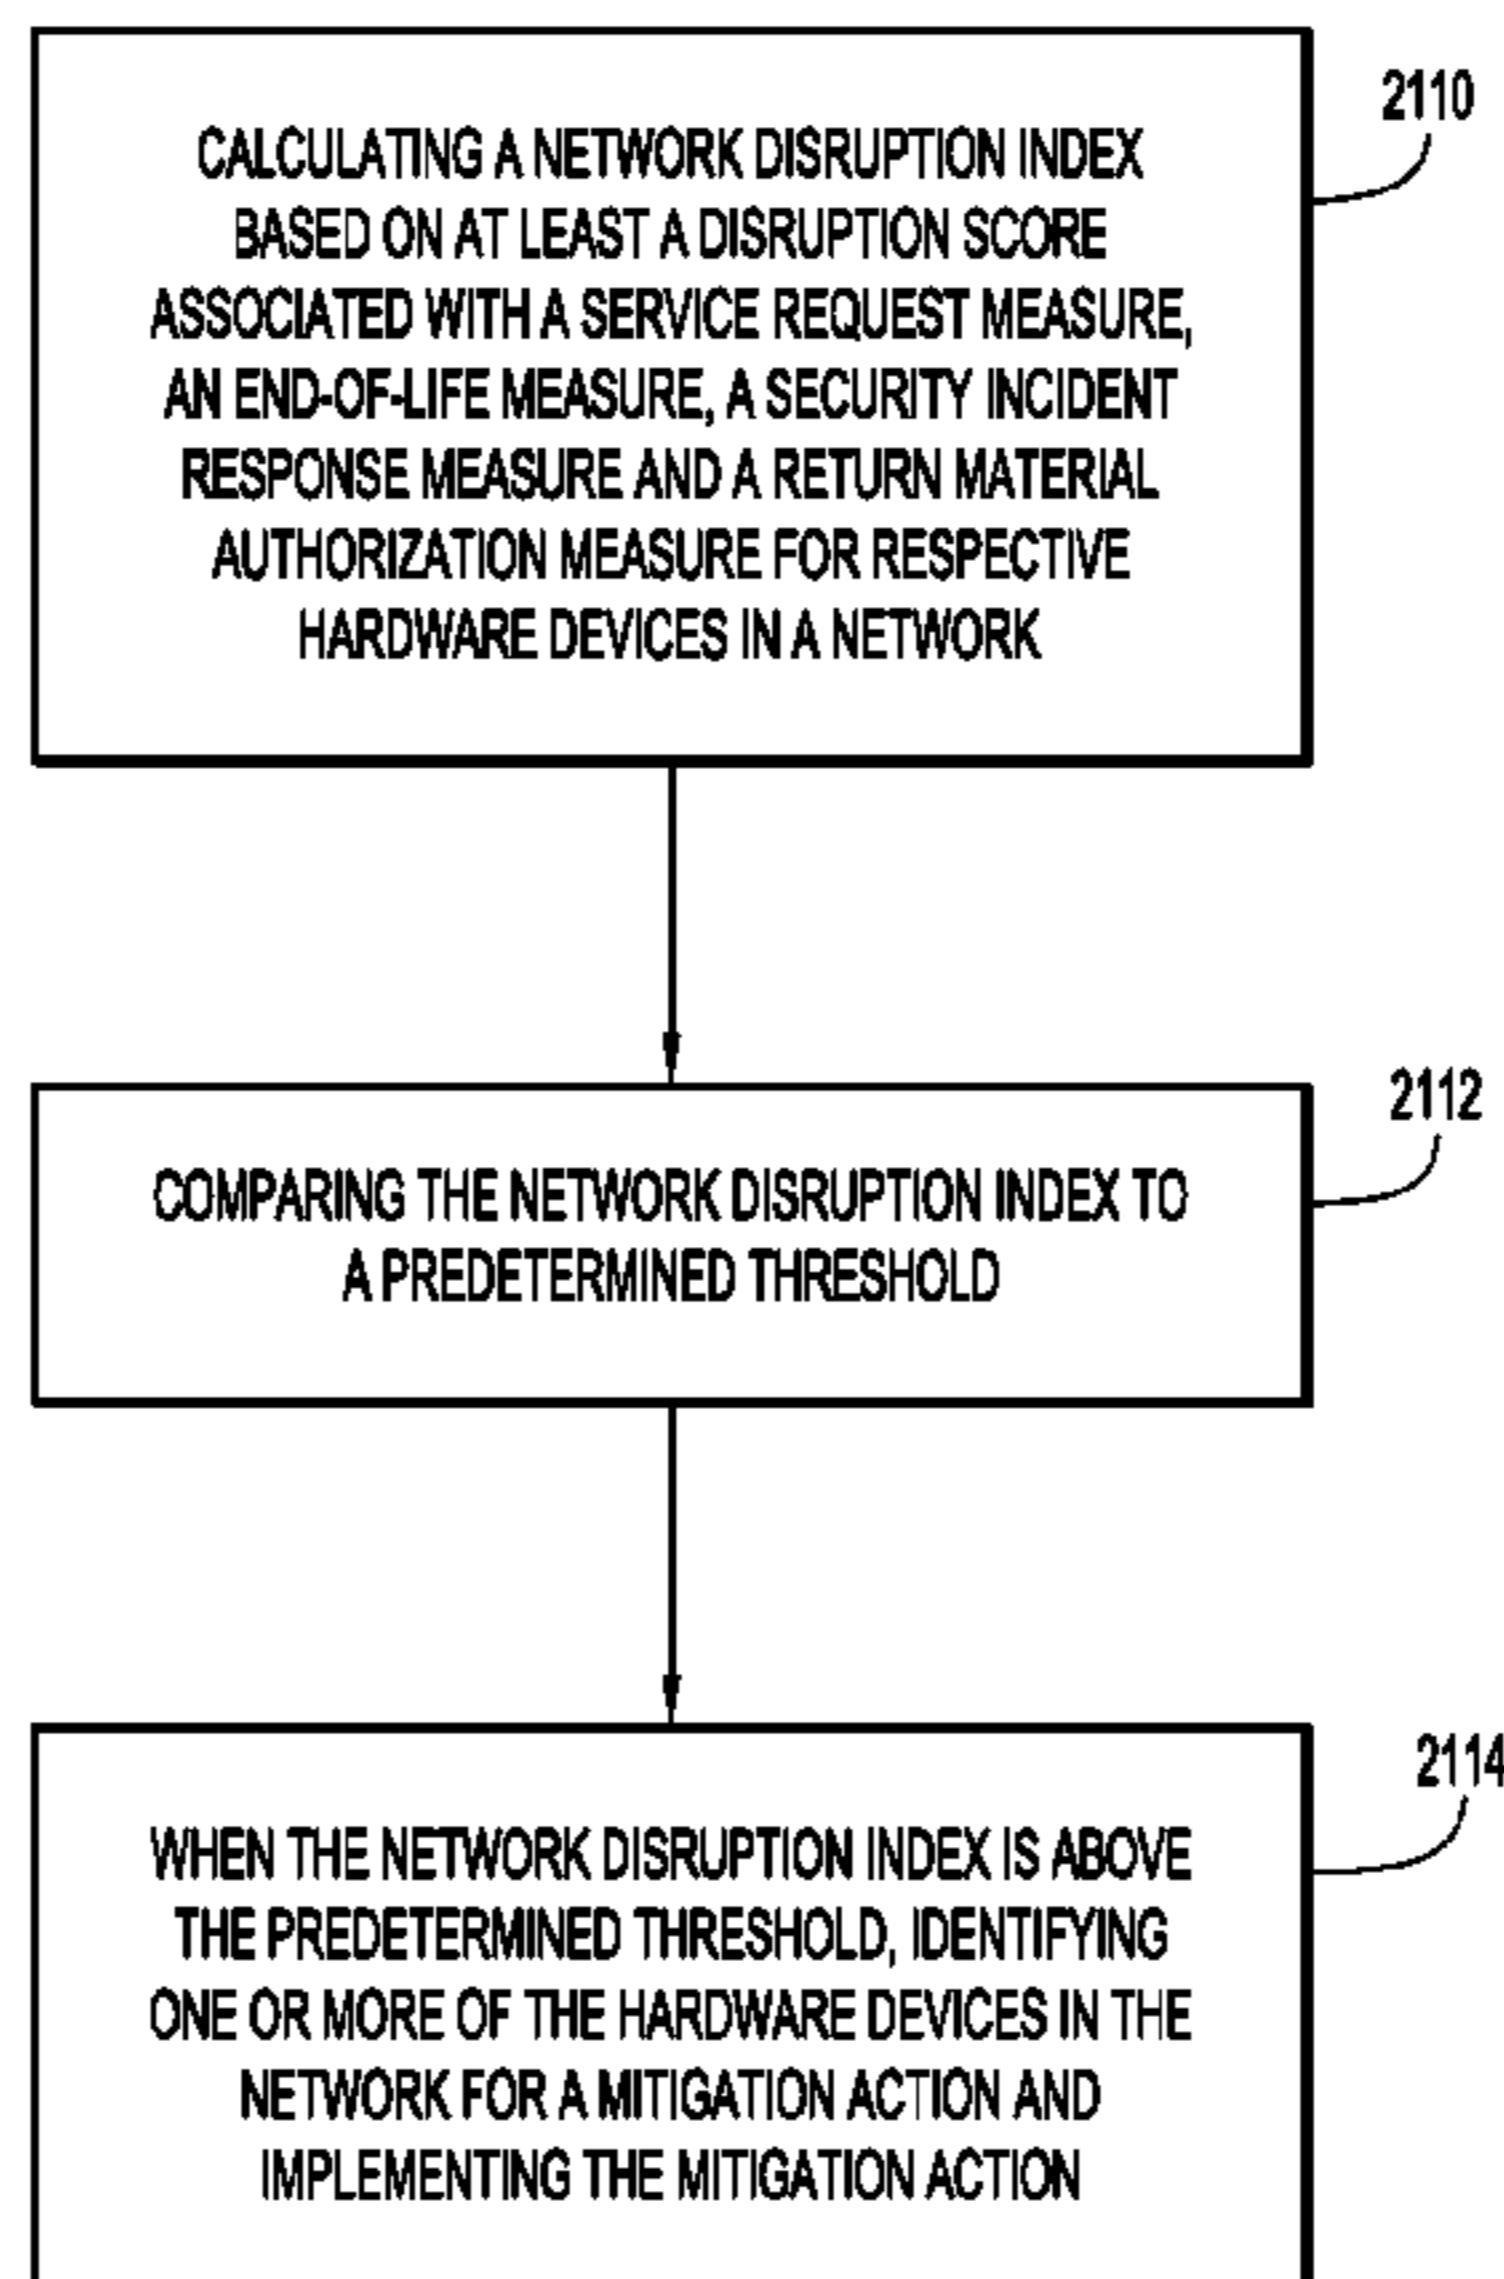 2110
CALCULATING A NETWORK DISRUPTION INDEX
BASED ON AT LEAST A DISRUPTION SCORE
ASSOCIATED WITH A SERVICE REQUEST MEASURE,
AN END-OF-LIFE MEASURE, A SECURITY INCIDENT
RESPONSE MEASURE AND A RETURN MATERIAL
AUTHORIZATION MEASURE FOR RESPECTIVE
HARDWARE DEVICES IN A NETWORK
2112
COMPARING THE NETWORK DISRUPTION INDEX TO
A PREDETERMINED THRESHOLD
2114
WHEN THE NETWORK DISRUPTION INDEX IS ABOVE
THE PREDETERMINED THRESHOLD, IDENTIFYING
ONE OR MORE OF THE HARDWARE DEVICES IN THE
NETWORK FOR A MITIGATION ACTION AND
IMPLEMENTING THE MITIGATION ACTION